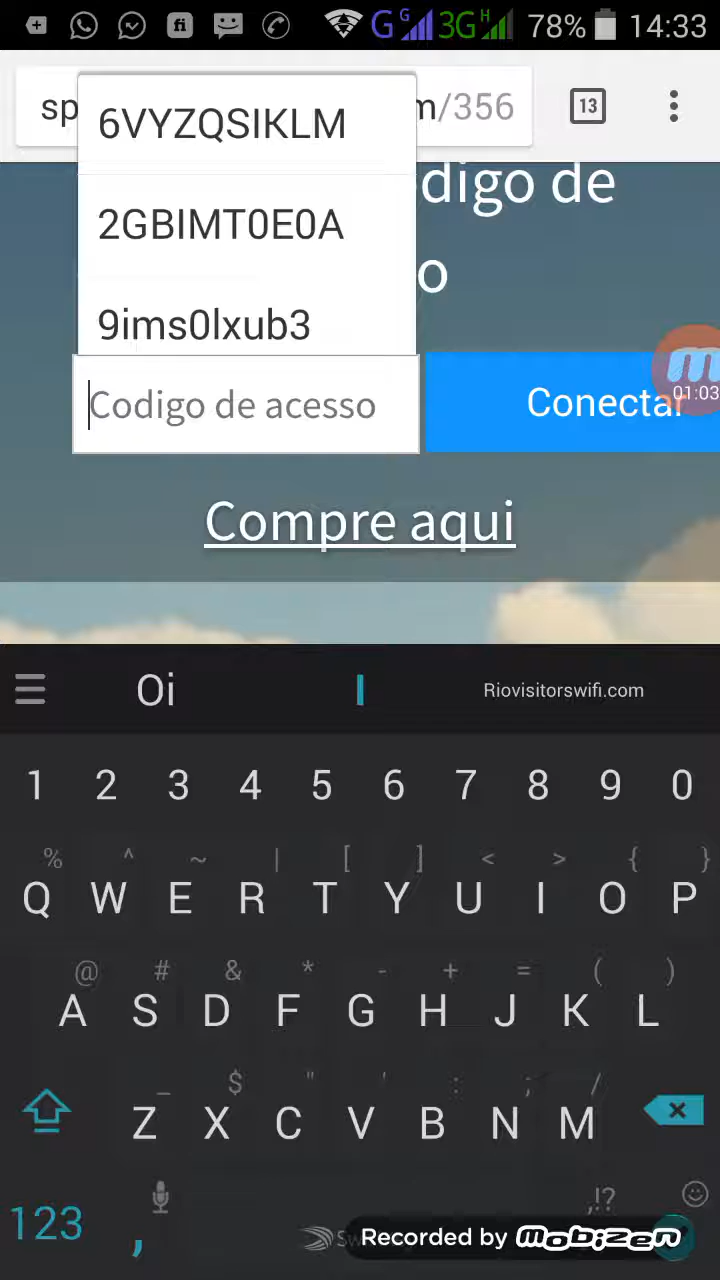 78% 14:33
sp m/356 13
6VYZQSIKLM
2GBIMT0E0A
9ims0lxub3
digo de
o
Codigo de acesso
Conectar
01:03
Compre aqui
Oi Riovisitorswifi.com
1 2 3 4 5 6 7 8 9 0
% ^ ~ | [ ] < > { }
Q W E R T Y U I O P
@ # & * - + = ( )
A S D F G H J K L
_ $ " ' : ; /
Z X C V B N M
123 , ,!?
Recorded by mobizen